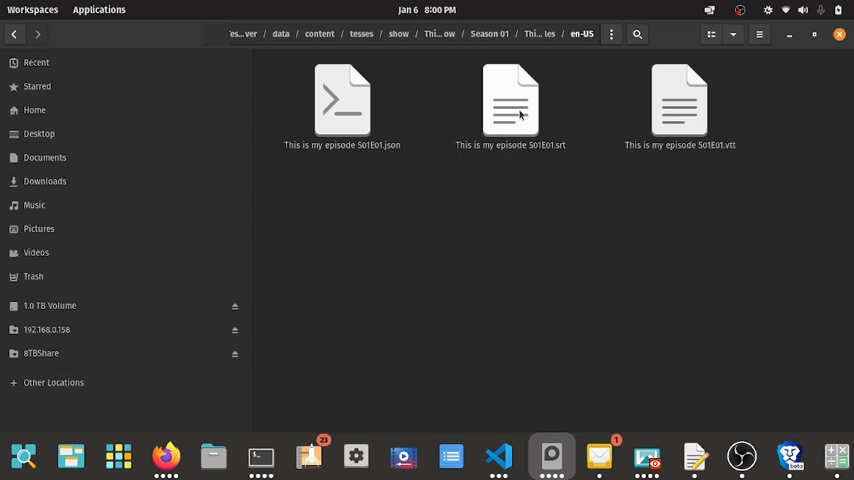 Workspaces Applications Jan 6 8:00 PM
data / content / tesses / show / Thi...ow / Season 01 / Thi...les / en-US
Recent
Starred
Home
Desktop
Documents
Downloads
Music
Pictures
Videos
Trash
1.0 TB Volume
192.168.0.158
8TBShare
Other Locations
This is my episode S01E01.json
This is my episode S01E01.srt
This is my episode S01E01.vtt
23
1
beta